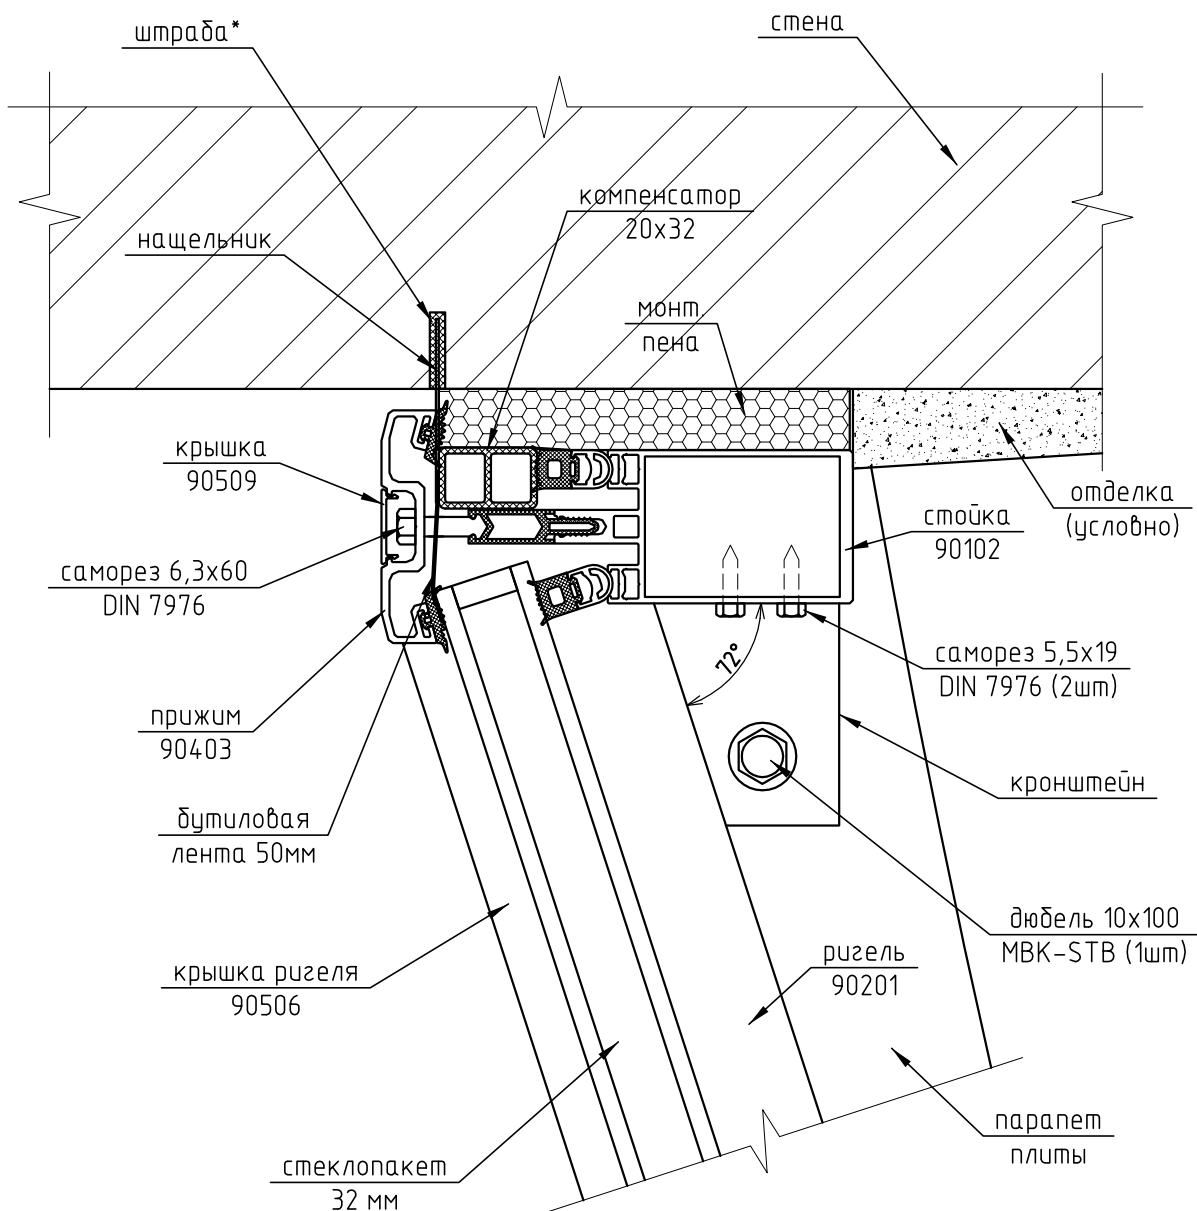 штраба*
стена
компенсатор
20х32
нащельник
монт.
пена
крышка
90509
отделка
(условно)
стойка
90102
саморез 6,3х60
DIN 7976
72°
саморез 5,5х19
DIN 7976 (2шт)
прижим
90403
кронштейн
бутиловая
лента 50мм
дюбель 10х100
MBK-STB (1шт)
ригель
90201
крышка ригеля
90506
парапет
плиты
стеклопакет
32 мм